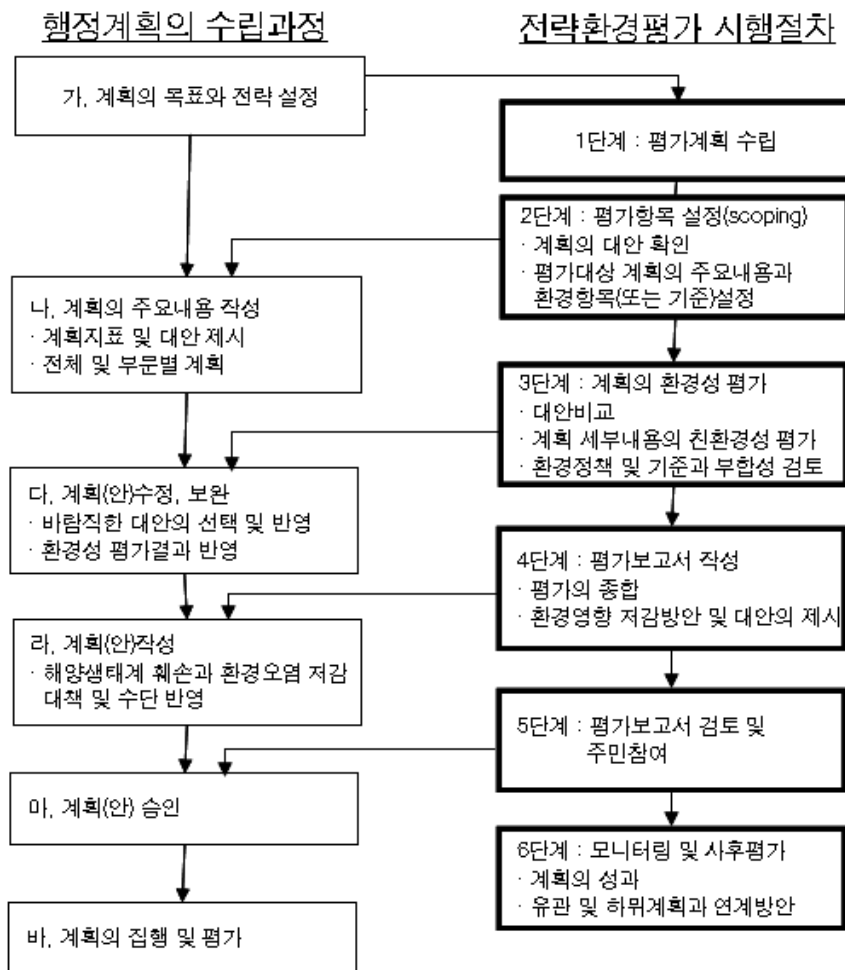 행정계획의 수립과정
전략환경평가 시행절차
가, 계획의 목표와 전략 설정
1단계 : 평가계획 수립
2단계 : 평가항목 설정(scoping)
· 계획의 대안 확인
· 평가대상 계획의 주요내용과
환경항목(또는 기준)설정
나, 계획의 주요내용 작성
· 계획지표 및 대안 제시
· 전체 및 부문별 계획
3단계 : 계획의 환경성 평가
· 대안비교
· 계획 세부내용의 친환경성 평가
· 환경정책 및 기준과 부합성 검토
다, 계획(안)수정, 보완
· 바람직한 대안의 선택 및 반영
· 환경성 평가결과 반영
4단계 : 평가보고서 작성
· 평가의 종합
· 환경영향 저감방안 및 대안의 제시
라, 계획(안)작성
· 해양생태계 훼손과 환경오염 저감
대책 및 수단 반영
5단계 : 평가보고서 검토 및
주민참여
마, 계획(안) 승인
6단계 : 모니터링 및 사후평가
· 계획의 성과
· 유관 및 하위계획과 연계방안
바, 계획의 집행 및 평가